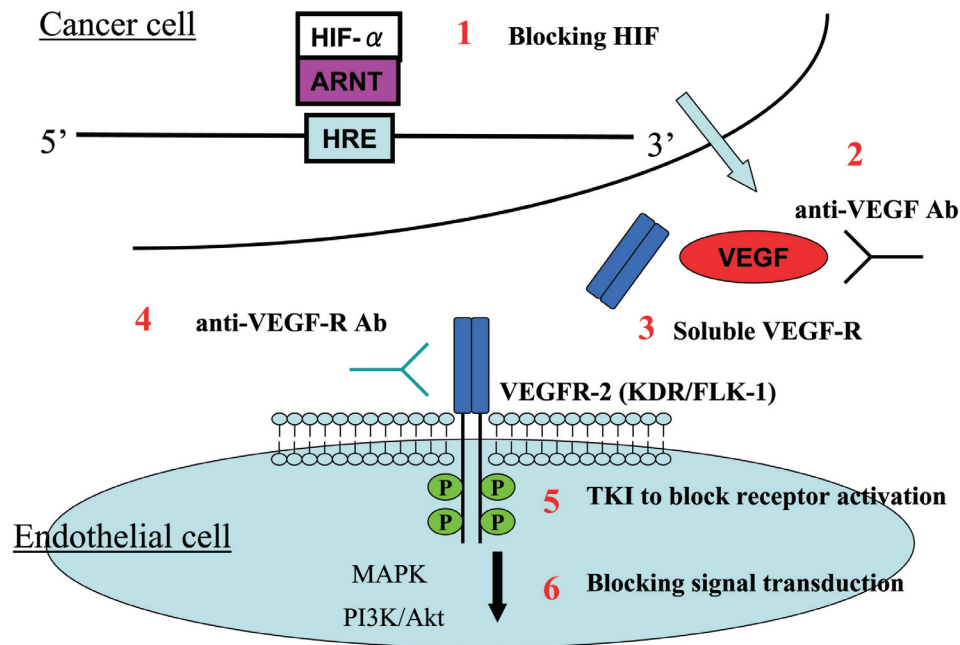 Cancer cell
HIF-α
1 Blocking HIF
ARNT
5’
HRE
3’
2
anti-VEGF Ab
VEGF
4 anti-VEGF-R Ab
3 Soluble VEGF-R
VEGFR-2 (KDR/FLK-1)
P P
5 TKI to block receptor activation
P P
Endothelial cell
MAPK
6 Blocking signal transduction
PI3K/Akt